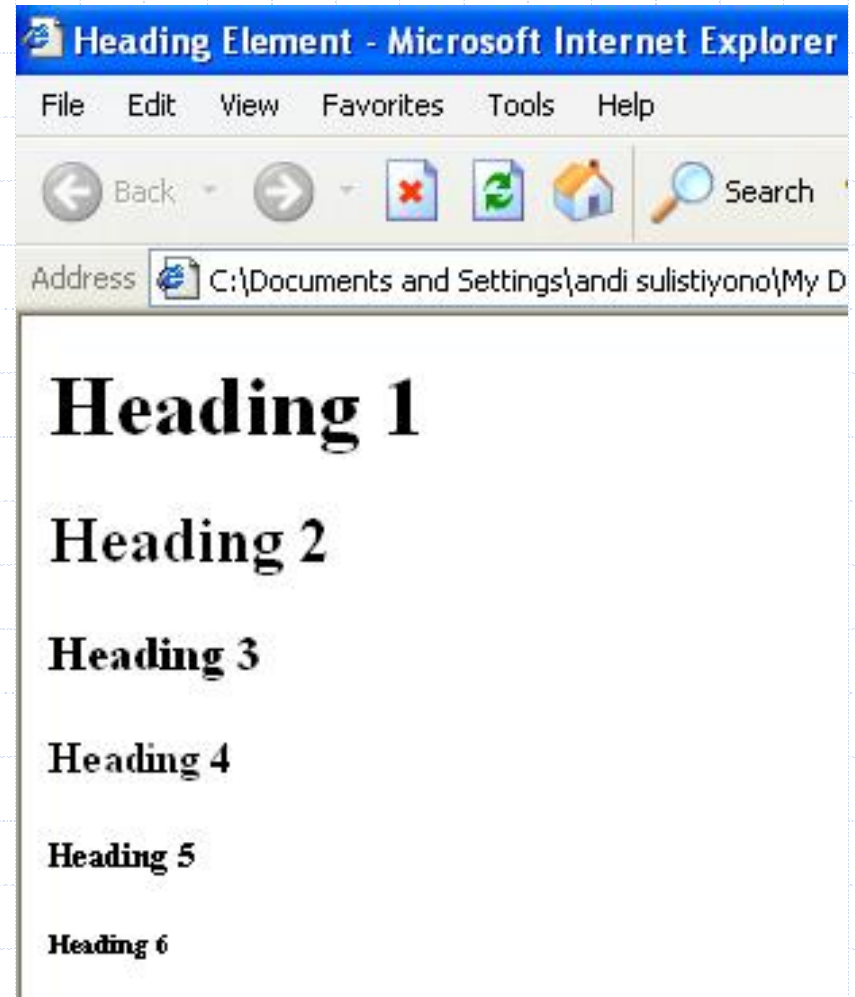 Heading Element - Microsoft Internet Explorer
File Edit View Favorites Tools Help
Back Search
Address C:\Documents and Settings\andi sulistiyono\My D
Heading 1
Heading 2
Heading 3
Heading 4
Heading 5
Heading 6